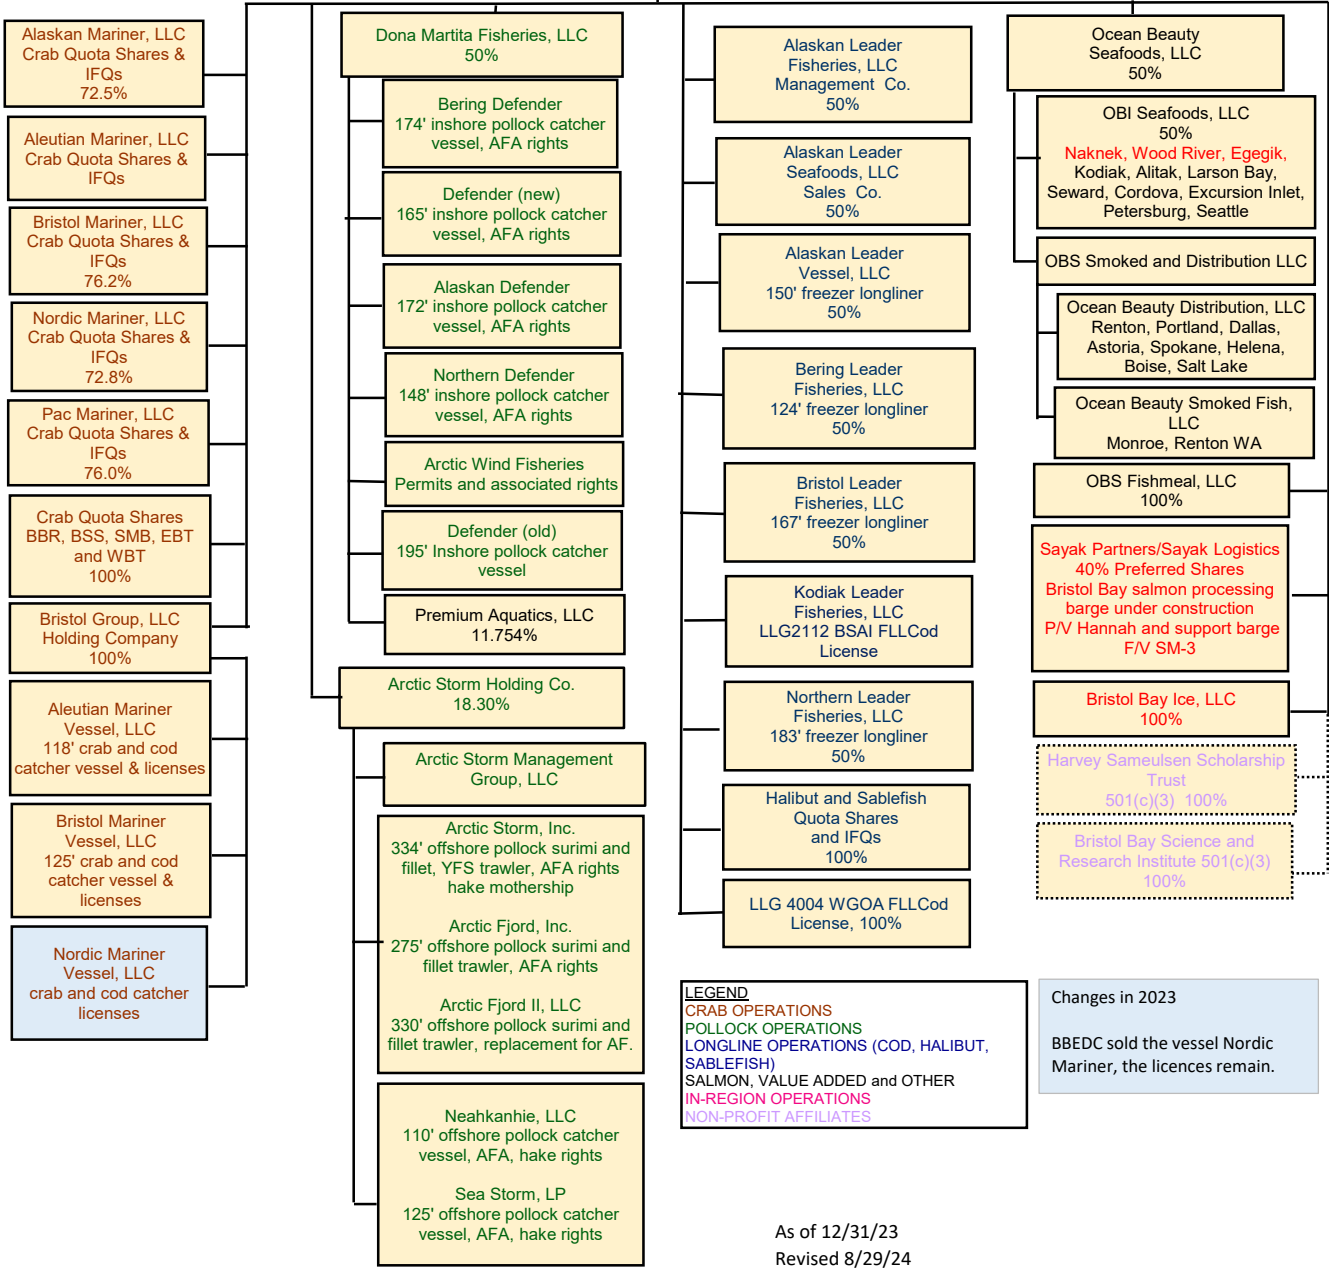 Alaskan Mariner, LLC
Crab Quota Shares &
IFQs
72.5%
Aleutian Mariner, LLC
Crab Quota Shares &
IFQs
Bristol Mariner, LLC
Crab Quota Shares &
IFQs
76.2%
Nordic Mariner, LLC
Crab Quota Shares &
IFQs
72.8%
Pac Mariner, LLC
Crab Quota Shares &
IFQs
76.0%
Crab Quota Shares
BBR, BSS, SMB, EBT
and WBT
100%
Bristol Group, LLC
Holding Company
100%
Aleutian Mariner
Vessel, LLC
118' crab and cod
catcher vessel & licenses
Bristol Mariner
Vessel, LLC
125' crab and cod
catcher vessel &
licenses
Nordic Mariner
Vessel, LLC
crab and cod catcher
licenses
Dona Martita Fisheries, LLC
50%
Bering Defender
174' inshore pollock catcher
vessel, AFA rights
Defender (new)
165' inshore pollock catcher
vessel, AFA rights
Alaskan Defender
172' inshore pollock catcher
vessel, AFA rights
Northern Defender
148' inshore pollock catcher
vessel, AFA rights
Arctic Wind Fisheries
Permits and associated rights
Defender (old)
195' Inshore pollock catcher
vessel
Premium Aquatics, LLC
11.754%
Arctic Storm Holding Co.
18.30%
Arctic Storm Management
Group, LLC
Arctic Storm, Inc.
334' offshore pollock surimi and
fillet, YFS trawler, AFA rights
hake mothership
Arctic Fjord, Inc.
275' offshore pollock surimi and
fillet trawler, AFA rights
Arctic Fjord II, LLC
330' offshore pollock surimi and
fillet trawler, replacement for AF.
Neahkanhie, LLC
110' offshore pollock catcher
vessel, AFA, hake rights
Sea Storm, LP
125' offshore pollock catcher
vessel, AFA, hake rights
Alaskan Leader
Fisheries, LLC
Management Co.
50%
Alaskan Leader
Seafoods, LLC
Sales Co.
50%
Alaskan Leader
Vessel, LLC
150' freezer longliner
50%
Bering Leader
Fisheries, LLC
124' freezer longliner
50%
Bristol Leader
Fisheries, LLC
167' freezer longliner
50%
Kodiak Leader
Fisheries, LLC
LLG2112 BSAI FLLCod
License
Northern Leader
Fisheries, LLC
183' freezer longliner
50%
Halibut and Sablefish
Quota Shares
and IFQs
100%
LLG 4004 WGOA FLLCod
License, 100%
Ocean Beauty
Seafoods, LLC
50%
OBI Seafoods, LLC
50%
Naknek, Wood River, Egegik,
Kodiak, Alitak, Larson Bay,
Seward, Cordova, Excursion Inlet,
Petersburg, Seattle
OBS Smoked and Distribution LLC
Ocean Beauty Distribution, LLC
Renton, Portland, Dallas,
Astoria, Spokane, Helena,
Boise, Salt Lake
Ocean Beauty Smoked Fish,
LLC
Monroe, Renton WA
OBS Fishmeal, LLC
100%
Sayak Partners/Sayak Logistics
40% Preferred Shares
Bristol Bay salmon processing
barge under construction
P/V Hannah and support barge
F/V SM-3
Bristol Bay Ice, LLC
100%
Harvey Sameulsen Scholarship
Trust
501(c)(3) 100%
Bristol Bay Science and
Research Institute 501(c)(3)
100%
LEGEND
CRAB OPERATIONS
POLLOCK OPERATIONS
LONGLINE OPERATIONS (COD, HALIBUT,
SABLEFISH)
SALMON, VALUE ADDED and OTHER
IN-REGION OPERATIONS
NON-PROFIT AFFILIATES
Changes in 2023
BBEDC sold the vessel Nordic
Mariner, the licences remain.
As of 12/31/23
Revised 8/29/24